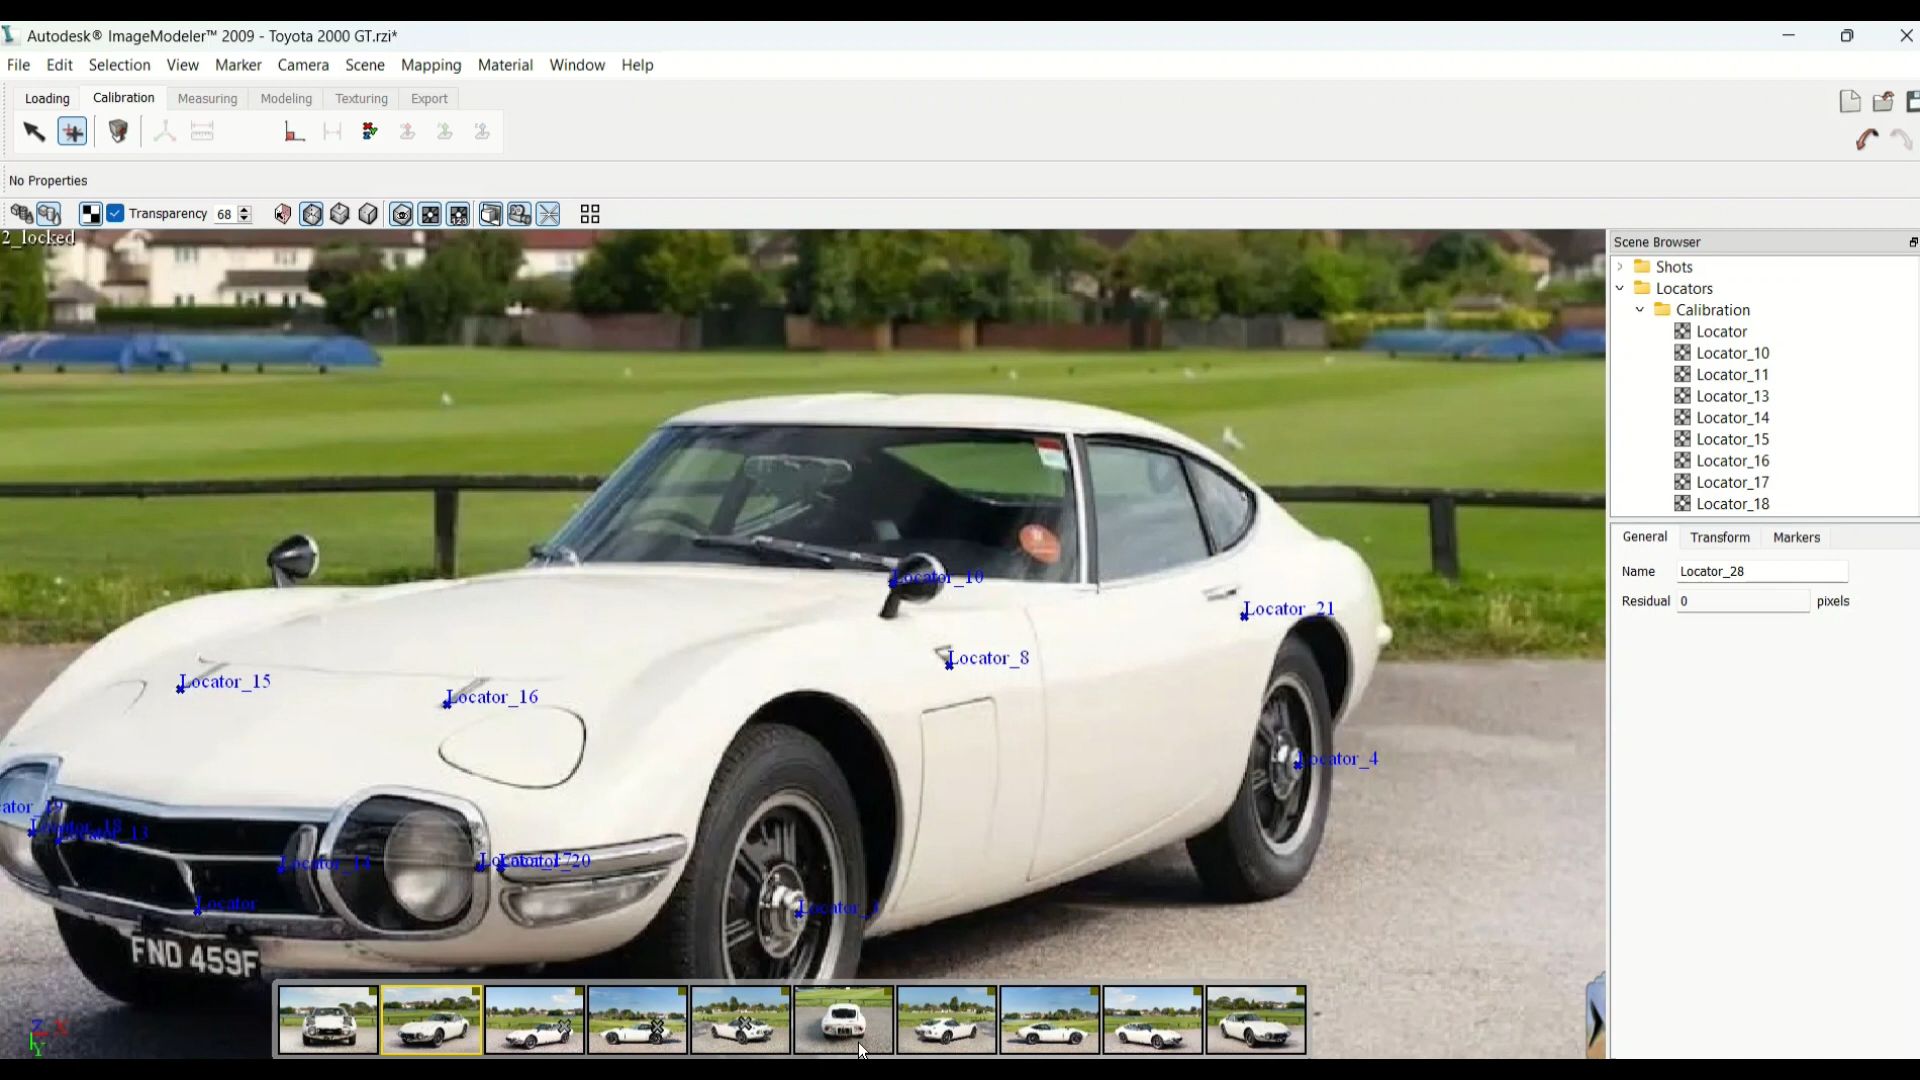 Autodesk® ImageModeler™ 2009 - Toyota 2000 GT.rzi*
File Edit Selection View Marker Camera Scene Mapping Material Window Help
Loading Calibration Measuring Modeling Texturing Export
No Properties
Transparency 68
2_locked
Scene Browser
Shots
Locators
Calibration
Locator
Locator_10
Locator_11
Locator_13
Locator_14
Locator_15
Locator_16
Locator_17
Locator_18
General Transform Markers
Name Locator_28
Residual 0 pixels
Locator_10
Locator_21
Locator_8
Locator_15
Locator_16
Locator_4
Locator_14
Locator
Locator_3
FND 459F
Z X
Y